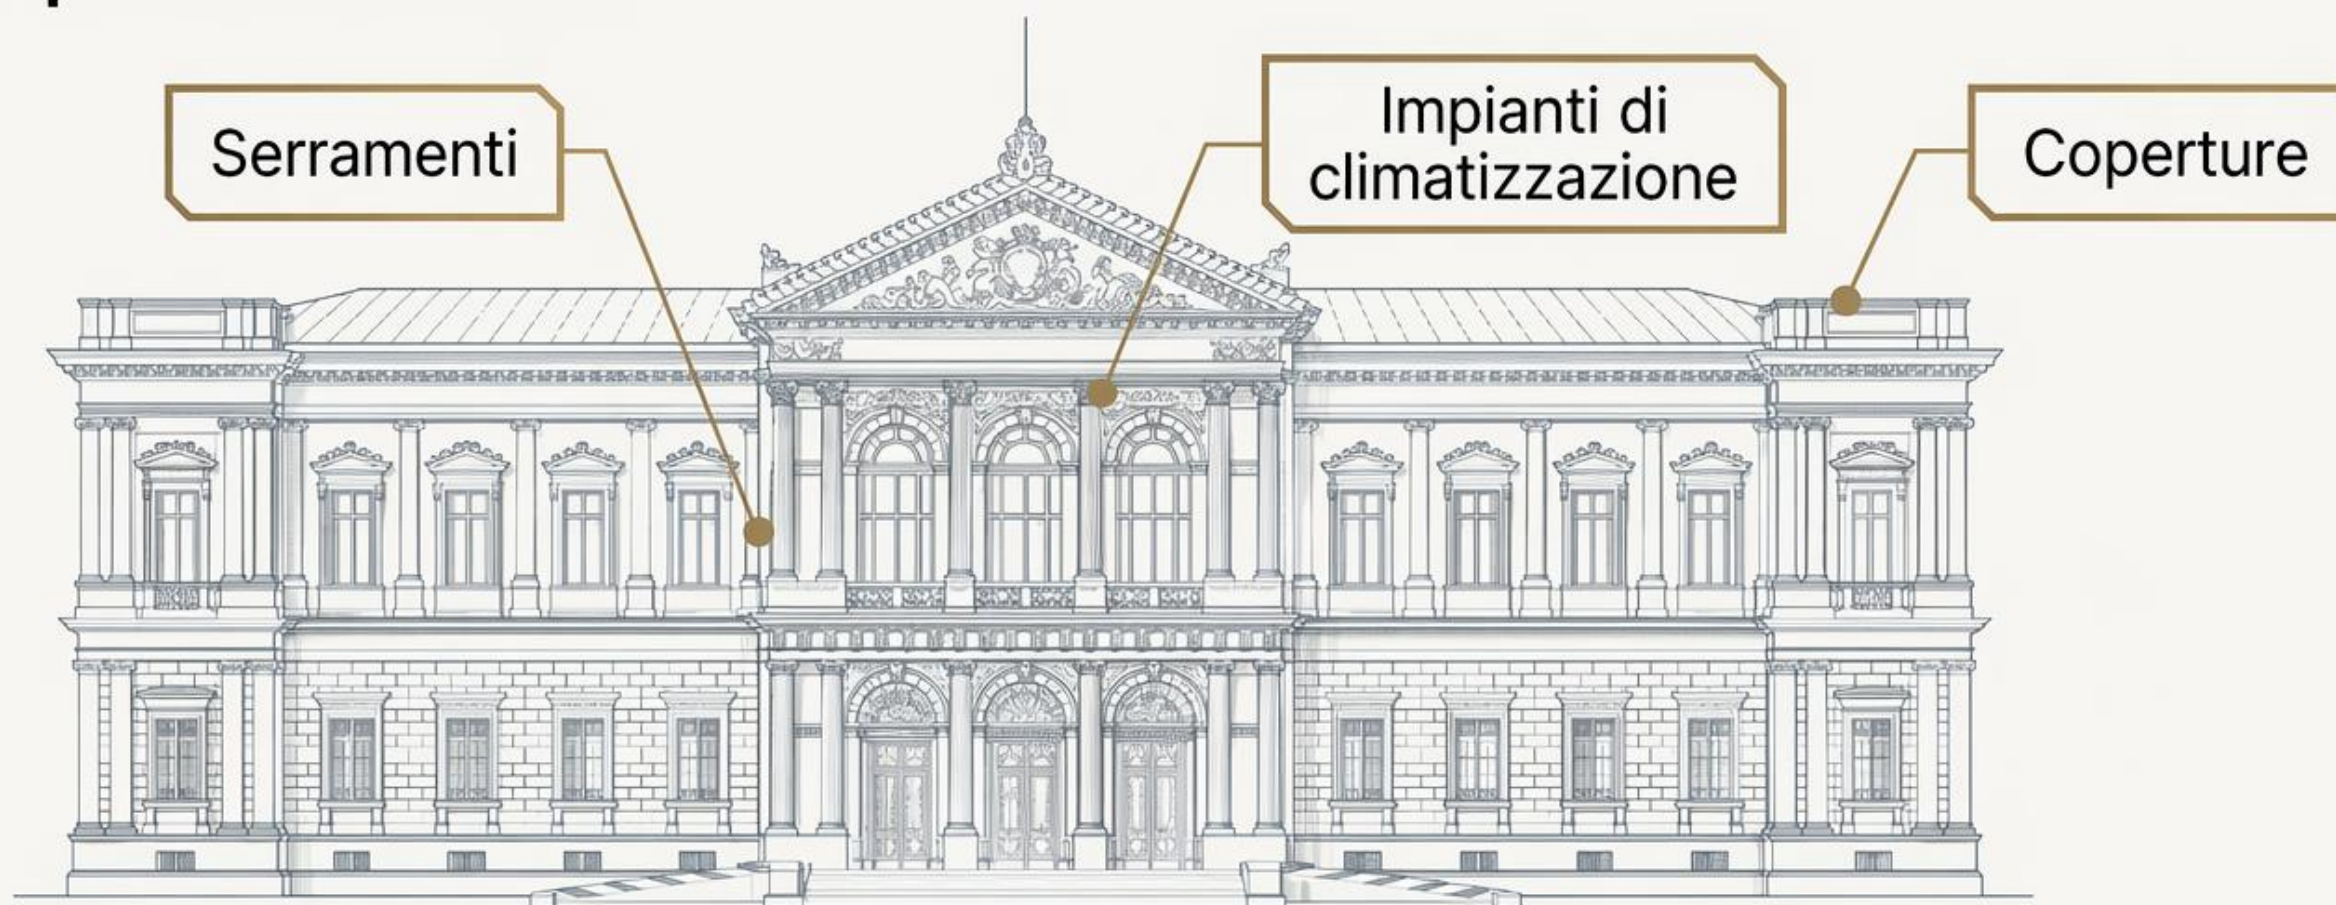 Serramenti
Impianti di
climatizzazione
Coperture